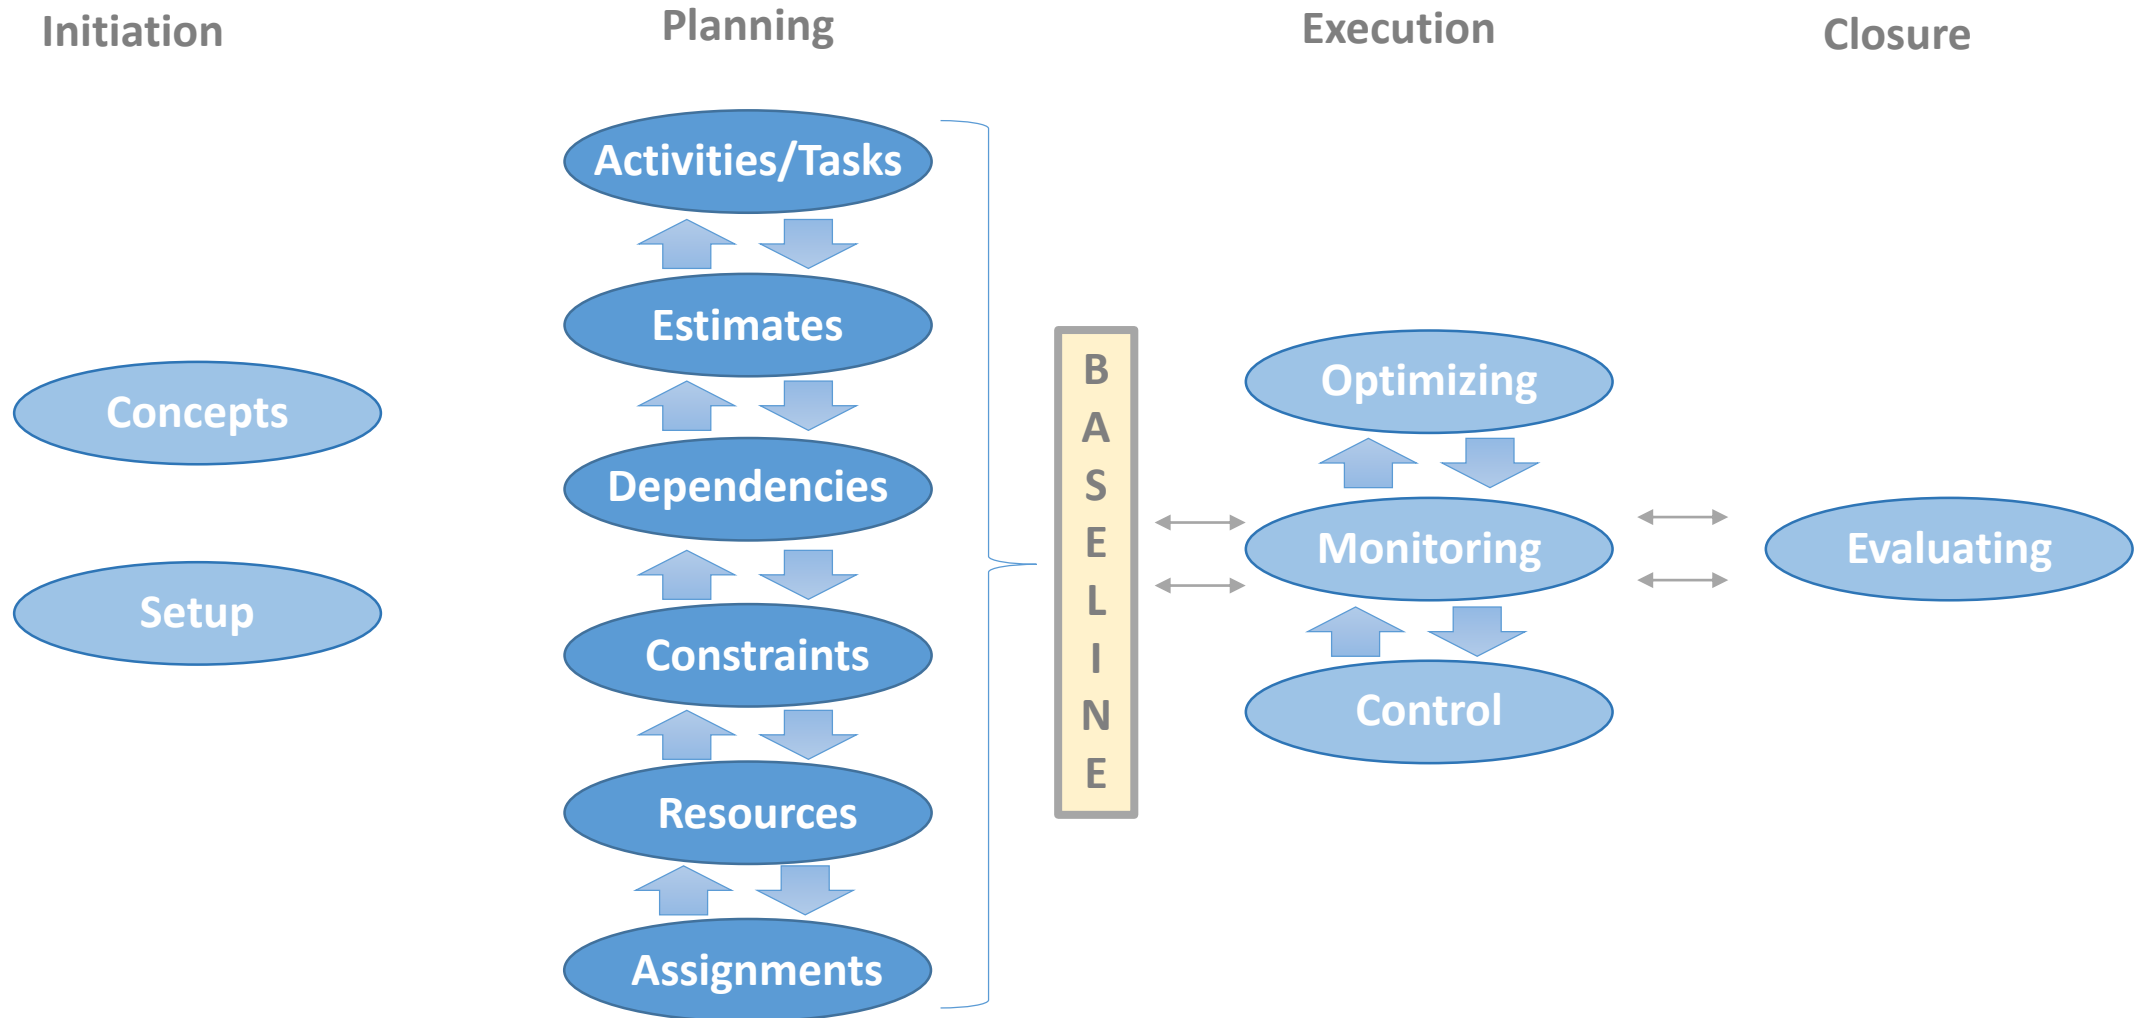 Initiation
Planning
Execution
Closure
Concepts
Setup
Activities/Tasks
Estimates
Dependencies
Constraints
Resources
Assignments
B
A
S
E
L
I
N
E
Optimizing
Monitoring
Control
Evaluating